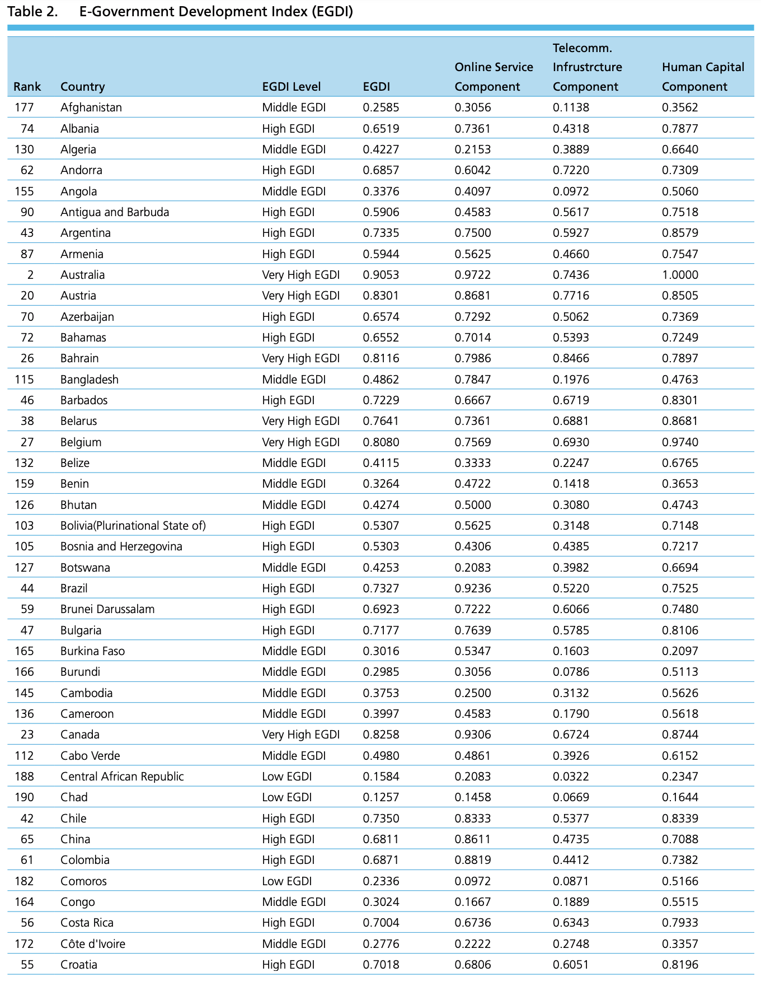 Table 2. E-Government Development Index (EGDI)
Telecomm.
Online Service Infrustrcture Human Capital
Rank Country EGDI Level EGDI Component Component Component
177 Afghanistan Middle EGDI 0.2585 0.3056 0.1138 0.3562
74 Albania High EGDI 0.6519 0.7361 0.4318 0.7877
130 Algeria Middle EGDI 0.4227 0.2153 0.3889 0.6640
62 Andorra High EGDI 0.6857 0.6042 0.7220 0.7309
155 Angola Middle EGDI 0.3376 0.4097 0.0972 0.5060
90 Antigua and Barbuda High EGDI 0.5906 0.4583 0.5617 0.7518
43 Argentina High EGDI 0.7335 0.7500 0.5927 0.8579
87 Armenia High EGDI 0.5944 0.5625 0.4660 0.7547
2 Australia Very High EGDI 0.9053 0.9722 0.7436 1.0000
20 Austria Very High EGDI 0.8301 0.8681 0.7716 0.8505
70 Azerbaijan High EGDI 0.6574 0.7292 0.5062 0.7369
72 Bahamas High EGDI 0.6552 0.7014 0.5393 0.7249
26 Bahrain Very High EGDI 0.8116 0.7986 0.8466 0.7897
115 Bangladesh Middle EGDI 0.4862 0.7847 0.1976 0.4763
46 Barbados High EGDI 0.7229 0.6667 0.6719 0.8301
38 Belarus Very High EGDI 0.7641 0.7361 0.6881 0.8681
27 Belgium Very High EGDI 0.8080 0.7569 0.6930 0.9740
132 Belize Middle EGDI 0.4115 0.3333 0.2247 0.6765
159 Benin Middle EGDI 0.3264 0.4722 0.1418 0.3653
126 Bhutan Middle EGDI 0.4274 0.5000 0.3080 0.4743
103 Bolivia(Plurinational State of) High EGDI 0.5307 0.5625 0.3148 0.7148
105 Bosnia and Herzegovina High EGDI 0.5303 0.4306 0.4385 0.7217
127 Botswana Middle EGDI 0.4253 0.2083 0.3982 0.6694
44 Brazil High EGDI 0.7327 0.9236 0.5220 0.7525
59 Brunei Darussalam High EGDI 0.6923 0.7222 0.6066 0.7480
47 Bulgaria High EGDI 0.7177 0.7639 0.5785 0.8106
165 Burkina Faso Middle EGDI 0.3016 0.5347 0.1603 0.2097
166 Burundi Middle EGDI 0.2985 0.3056 0.0786 0.5113
145 Cambodia Middle EGDI 0.3753 0.2500 0.3132 0.5626
136 Cameroon Middle EGDI 0.3997 0.4583 0.1790 0.5618
23 Canada Very High EGDI 0.8258 0.9306 0.6724 0.8744
112 Cabo Verde Middle EGDI 0.4980 0.4861 0.3926 0.6152
188 Central African Republic Low EGDI 0.1584 0.2083 0.0322 0.2347
190 Chad Low EGDI 0.1257 0.1458 0.0669 0.1644
42 Chile High EGDI 0.7350 0.8333 0.5377 0.8339
65 China High EGDI 0.6811 0.8611 0.4735 0.7088
61 Colombia High EGDI 0.6871 0.8819 0.4412 0.7382
182 Comoros Low EGDI 0.2336 0.0972 0.0871 0.5166
164 Congo Middle EGDI 0.3024 0.1667 0.1889 0.5515
56 Costa Rica High EGDI 0.7004 0.6736 0.6343 0.7933
172 Côte d'Ivoire Middle EGDI 0.2776 0.2222 0.2748 0.3357
55 Croatia High EGDI 0.7018 0.6806 0.6051 0.8196